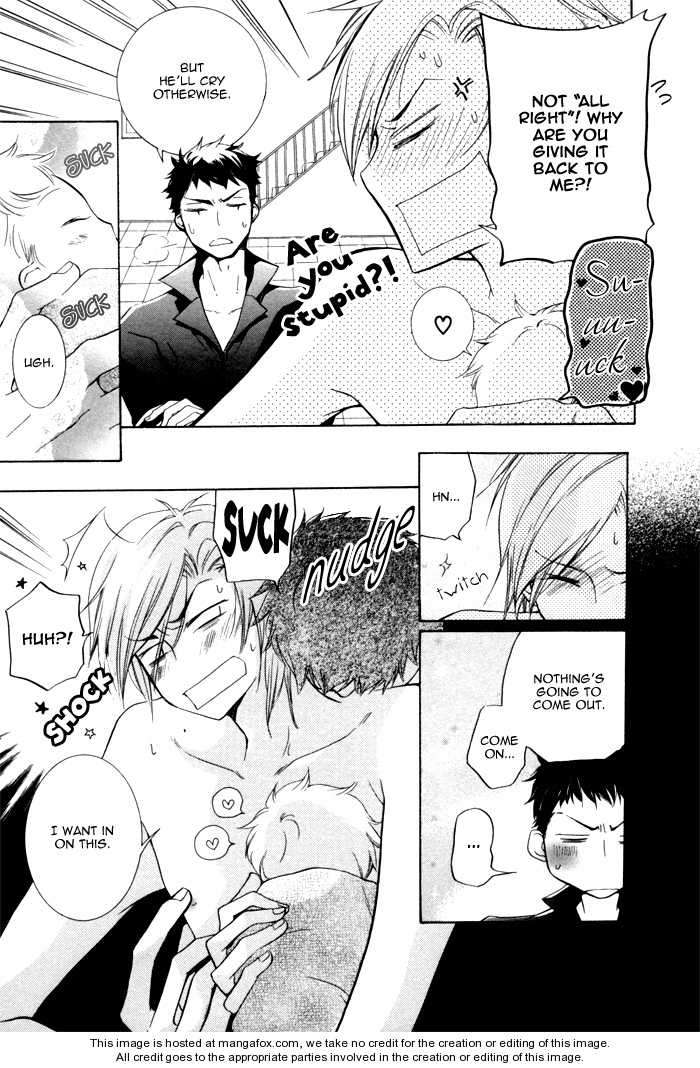 NOT "ALL
RIGHT"! WHY
ARE YOU
GIVING IT
BACK TO
ME?!
Su-
uu-
uck
BUT
HE'LL CRY
OTHERWISE.
Are
you
stupid?!
SUCK
SUCK
UGH.
HN...
twitch
NOTHING'S
GOING TO
COME OUT.
COME
ON...
...
SUCK
nudge
HUH?!
SHOCK
I WANT IN
ON THIS.
This image is hosted at mangafox.com, we take no credit for the creation or editing of this image.
All credit goes to the appropriate parties involved in the creation or editing of this image.